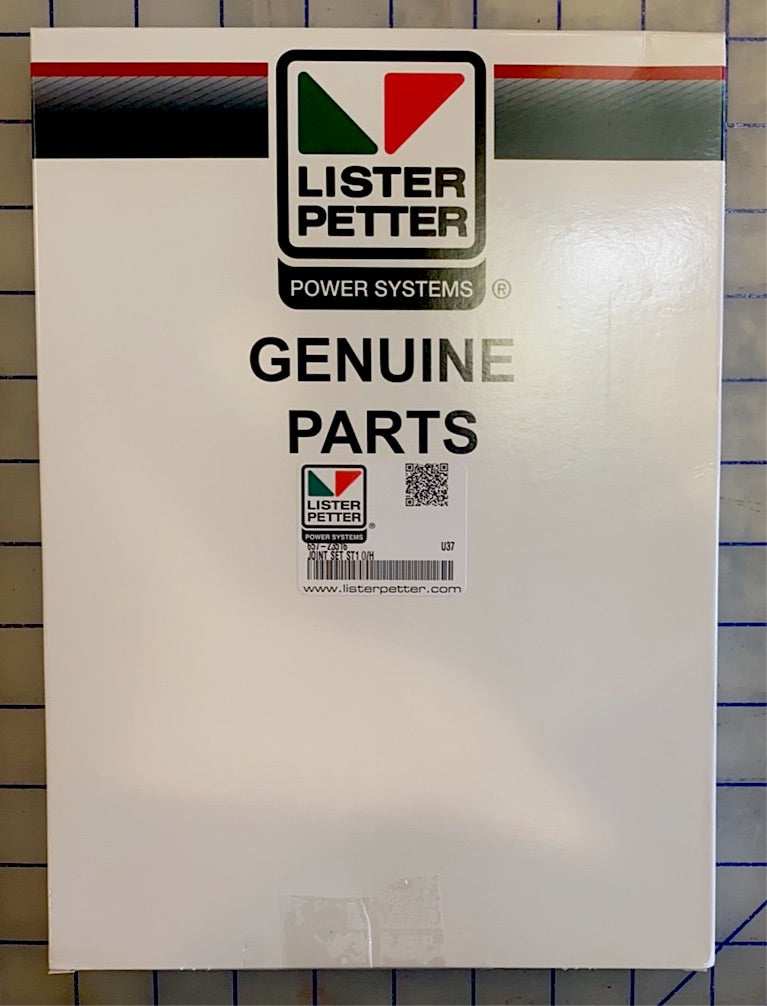 LISTER
PETTER
POWER SYSTEMS ®
GENUINE
PARTS
LISTER
PETTER
POWER SYSTEMS ®
657-23516 U37
JOINT SET ST1 O/H
www.listerpetter.com